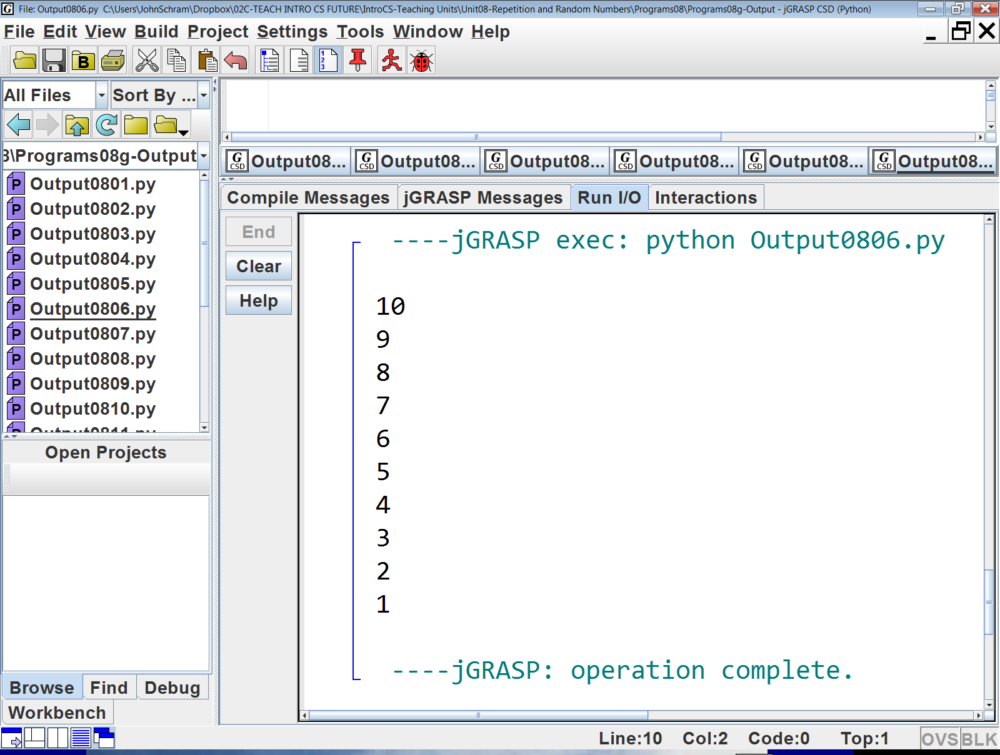 File: Output0806.py  C:\Users\JohnSchram\Dropbox\02C-TEACH INTRO CS FUTURE\IntroCS-Teaching Units\Unit08-Repetition and Random Numbers\Programs08\Programs08g-Output - jGRASP CSD (Python)
File Edit View Build Project Settings Tools Window Help
All Files Sort By ...
3\Programs08g-Output
Output0801.py
Output0802.py
Output0803.py
Output0804.py
Output0805.py
Output0806.py
Output0807.py
Output0808.py
Output0809.py
Output0810.py
Output0811.py
Open Projects
Browse Find Debug
Workbench
Output08... Output08... Output08... Output08... Output08... Output08...
Compile Messages jGRASP Messages Run I/O Interactions
End
Clear
Help
----jGRASP exec: python Output0806.py
10
9
8
7
6
5
4
3
2
1
----jGRASP: operation complete.
Line:10 Col:2 Code:0 Top:1 OVS BLK